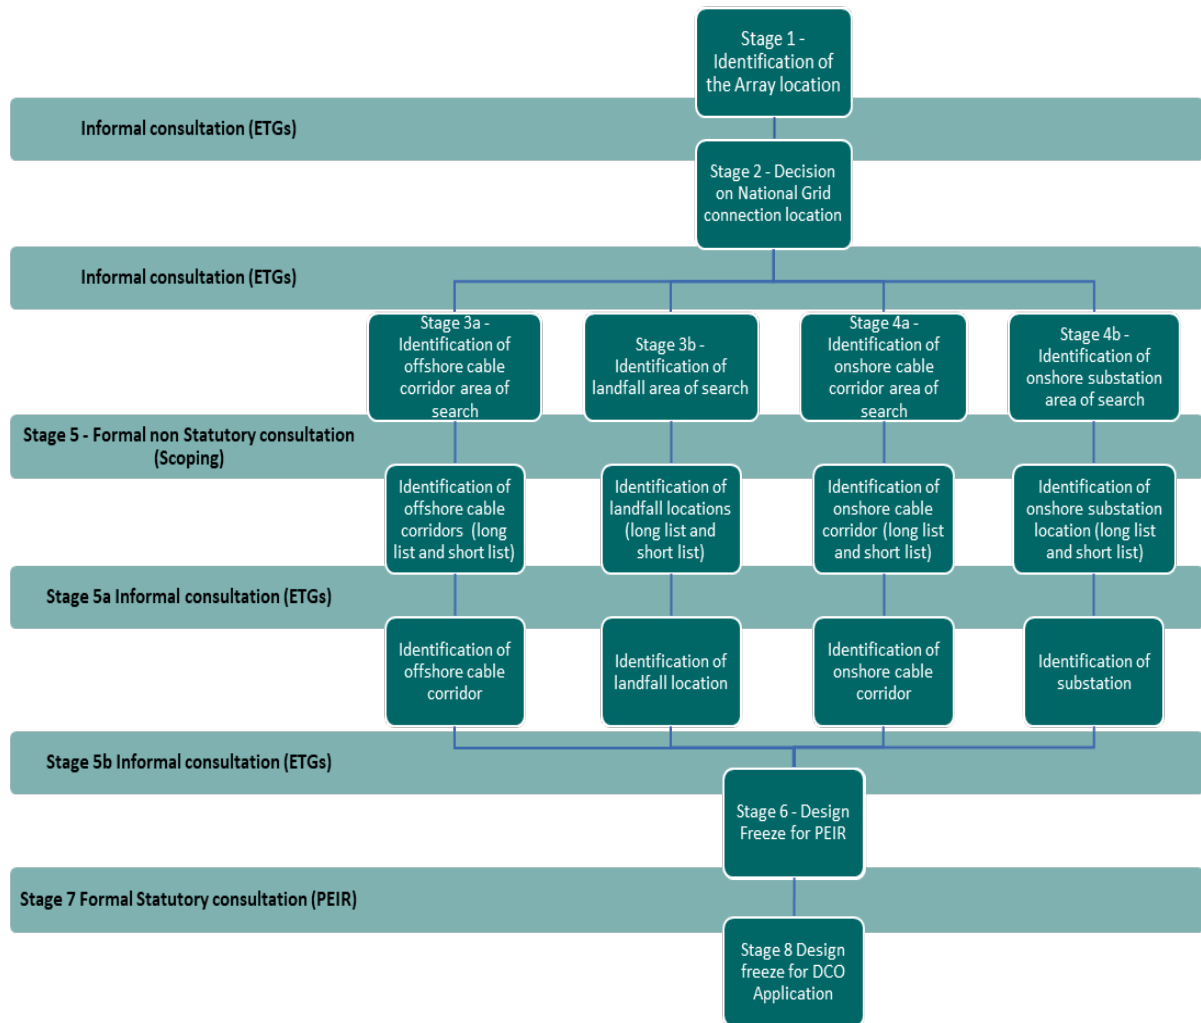 Stage 1 -
Identification of
the Array location
Informal consultation (ETGs)
Stage 2 - Decision
on National Grid
connection location
Informal consultation (ETGs)
Stage 3a -
Identification of
offshore cable
corridor area of
search
Stage 3b -
Identification of
landfall area of
search
Stage 4a -
Identification of
onshore cable
corridor area of
search
Stage 4b -
Identification of
onshore substation
area of search
Stage 5 - Formal non Statutory consultation
(Scoping)
Identification of
offshore cable
corridors (long
list and short list)
Identification of
landfall locations
(long list and
short list)
Identification of
onshore cable
corridor (long list
and short list)
Identification of
onshore substation
location (long list
and short list)
Stage 5a Informal consultation (ETGs)
Identification of
offshore cable
corridor
Identification of
landfall location
Identification of
onshore cable
corridor
Identification of
substation
Stage 5b Informal consultation (ETGs)
Stage 6 - Design
Freeze for PEIR
Stage 7 Formal Statutory consultation (PEIR)
Stage 8 Design
freeze for DCO
Application